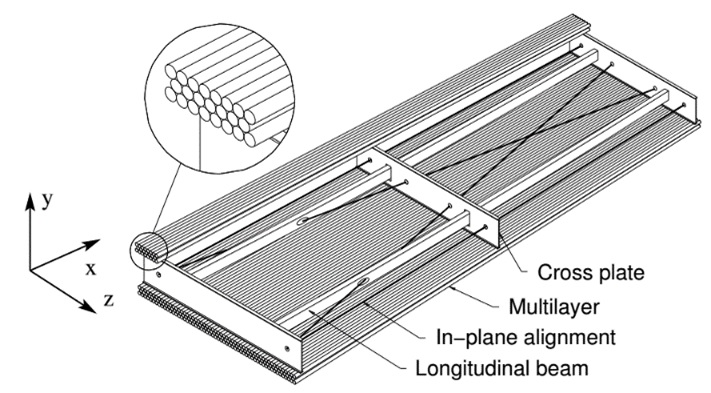 y
x
z
Cross plate
Multilayer
In−plane alignment
Longitudinal beam